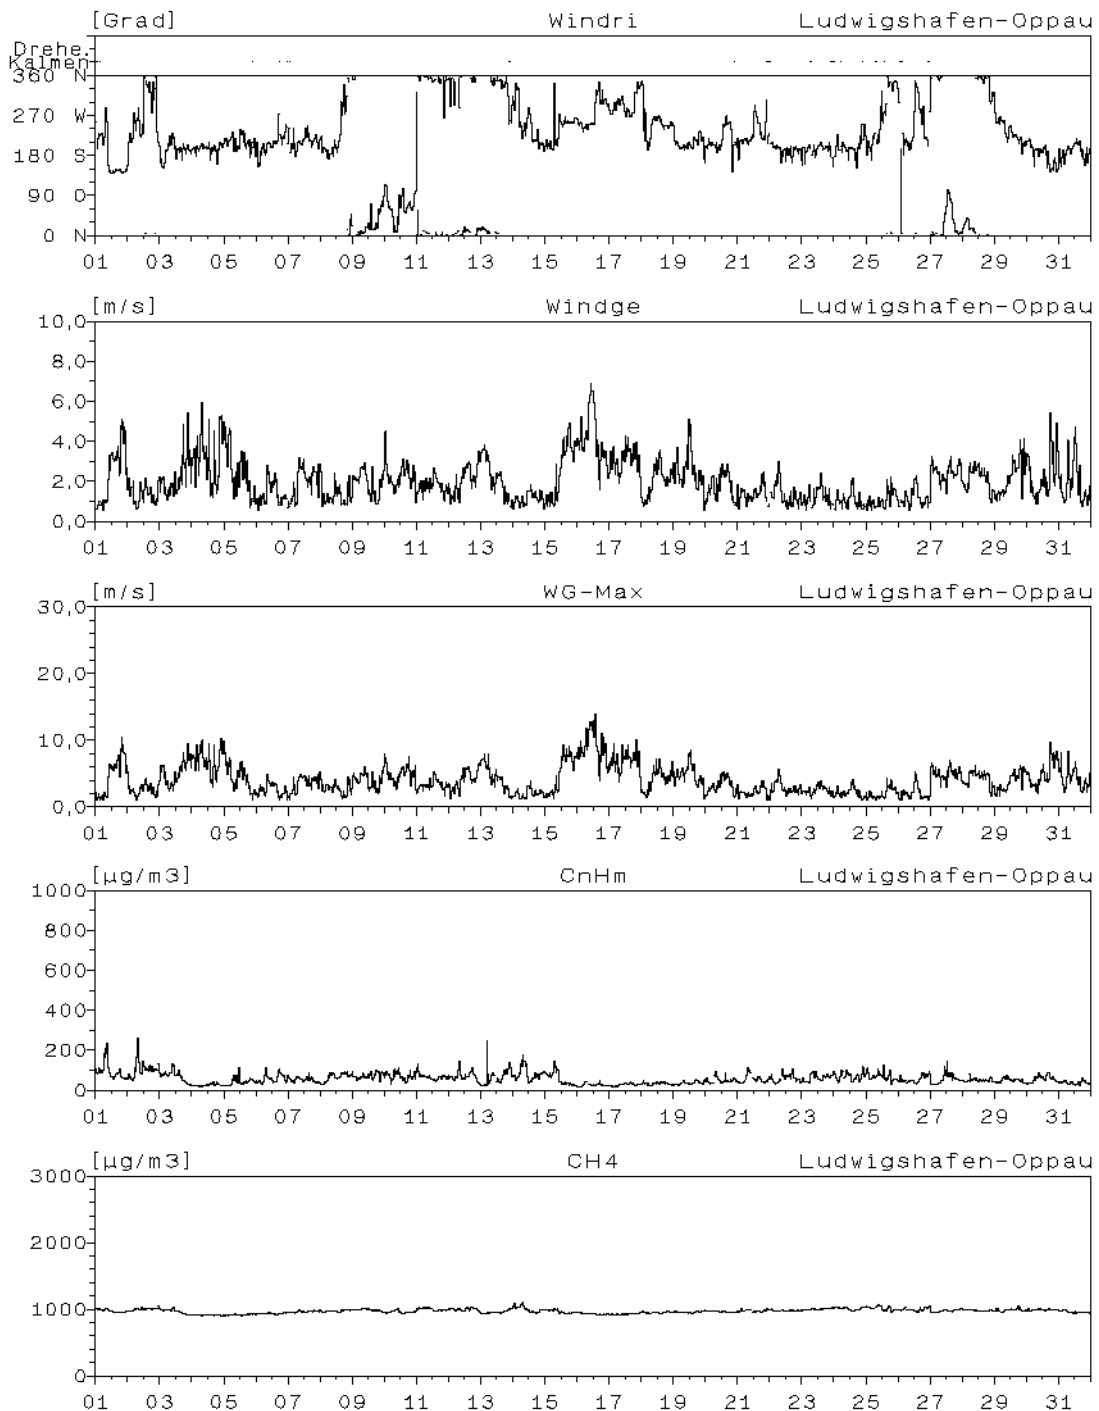 [Grad] Windri Ludwigshafen-Oppau
Drehe.
Kalmen
360 N
270 W
180 S
90 O
0 N
01 03 05 07 09 11 13 15 17 19 21 23 25 27 29 31
[m/s] Windge Ludwigshafen-Oppau
10,0
8,0
6,0
4,0
2,0
0,0
01 03 05 07 09 11 13 15 17 19 21 23 25 27 29 31
[m/s] WG-Max Ludwigshafen-Oppau
30,0
20,0
10,0
0,0
01 03 05 07 09 11 13 15 17 19 21 23 25 27 29 31
[µg/m3] CnHm Ludwigshafen-Oppau
1000
800
600
400
200
0
01 03 05 07 09 11 13 15 17 19 21 23 25 27 29 31
[µg/m3] CH4 Ludwigshafen-Oppau
3000
2000
1000
0
01 03 05 07 09 11 13 15 17 19 21 23 25 27 29 31